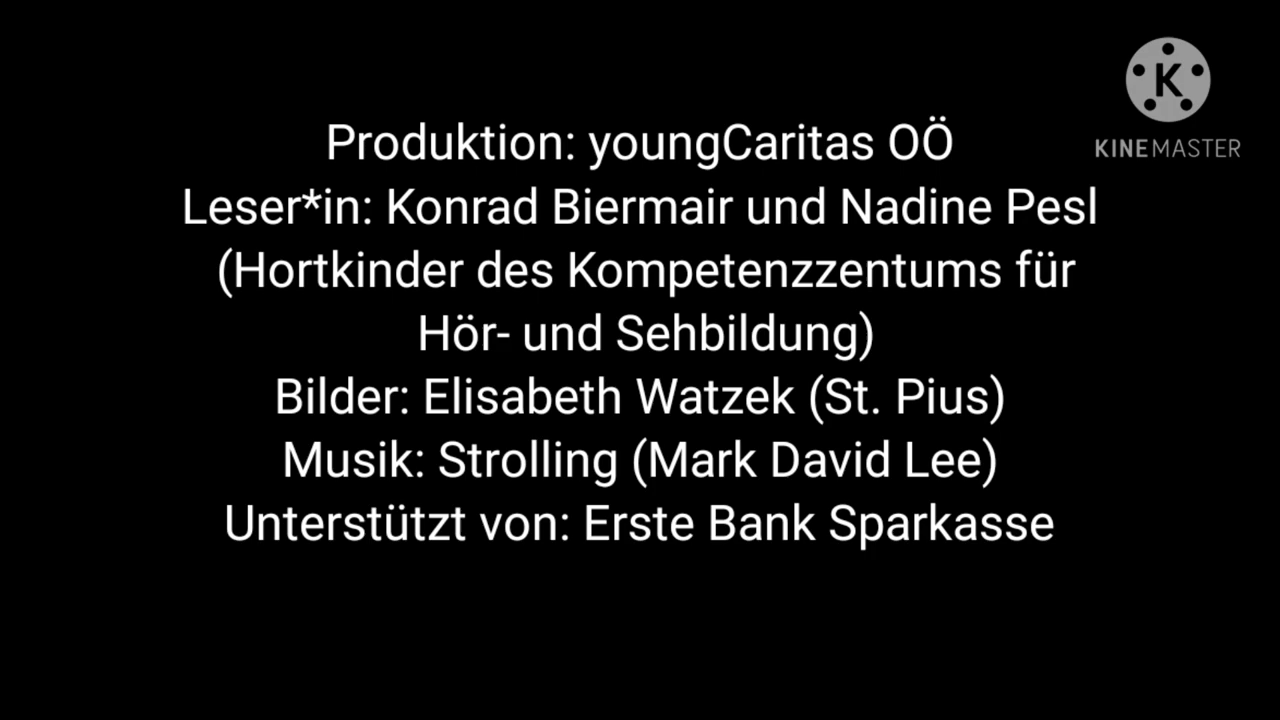 Produktion: youngCaritas OÖ
Leser*in: Konrad Biermair und Nadine Pesl
(Hortkinder des Kompetenzzentums für
Hör- und Sehbildung)
Bilder: Elisabeth Watzek (St. Pius)
Musik: Strolling (Mark David Lee)
Unterstützt von: Erste Bank Sparkasse
K
KINEMASTER